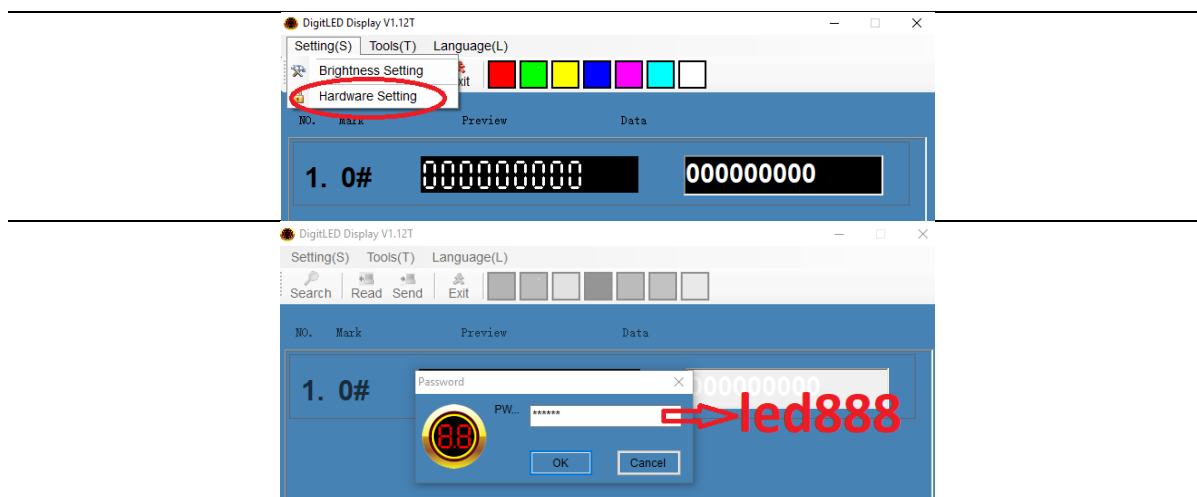 DigitLED Display V1.12T
Setting(S) Tools(T) Language(L)
Brightness Setting
xit
Hardware Setting
NO. Mark Preview Data
1. 0# 000000000 000000000
DigitLED Display V1.12T
Setting(S) Tools(T) Language(L)
Search Read Send Exit
NO. Mark Preview Data
1. 0# 000000000
Password
PW... ****** led888
8.8.
OK Cancel